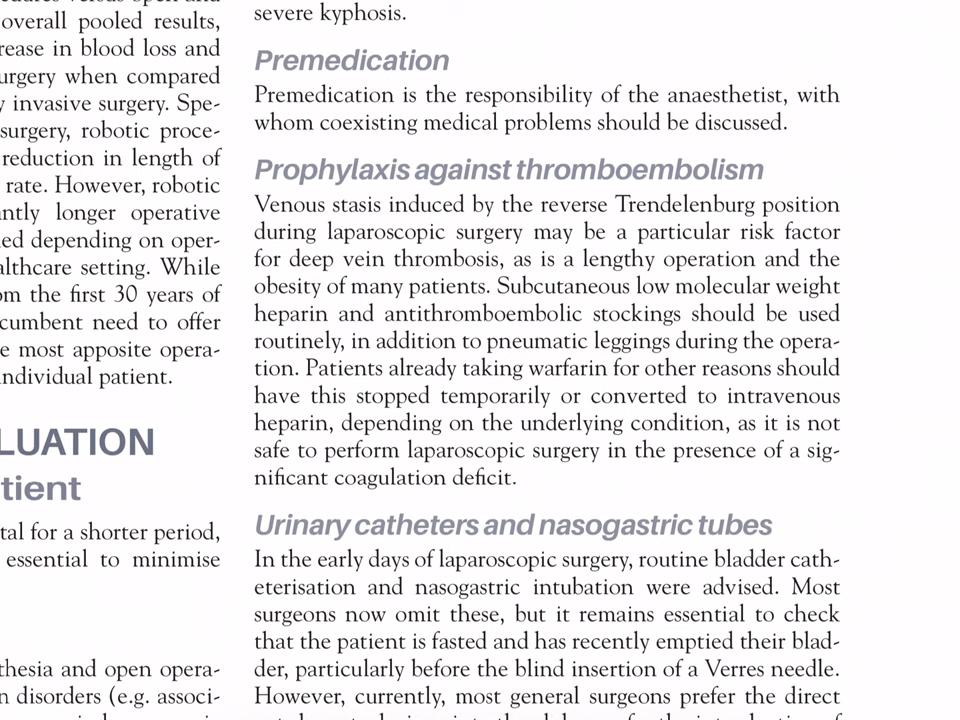 overall pooled results,
rease in blood loss and
urgery when compared
y invasive surgery. Spe-
surgery, robotic proce-
reduction in length of
rate. However, robotic
antly longer operative
ed depending on oper-
althcare setting. While
om the first 30 years of
cumbent need to offer
e most apposite opera-
individual patient.
LUATION
tient
tal for a shorter period,
essential to minimise
thesia and open opera-
n disorders (e.g. associ-
severe kyphosis.
Premedication
Premedication is the responsibility of the anaesthetist, with
whom coexisting medical problems should be discussed.
Prophylaxis against thromboembolism
Venous stasis induced by the reverse Trendelenburg position
during laparoscopic surgery may be a particular risk factor
for deep vein thrombosis, as is a lengthy operation and the
obesity of many patients. Subcutaneous low molecular weight
heparin and antithromboembolic stockings should be used
routinely, in addition to pneumatic leggings during the opera-
tion. Patients already taking warfarin for other reasons should
have this stopped temporarily or converted to intravenous
heparin, depending on the underlying condition, as it is not
safe to perform laparoscopic surgery in the presence of a sig-
nificant coagulation deficit.
Urinary catheters and nasogastric tubes
In the early days of laparoscopic surgery, routine bladder cath-
eterisation and nasogastric intubation were advised. Most
surgeons now omit these, but it remains essential to check
that the patient is fasted and has recently emptied their blad-
der, particularly before the blind insertion of a Verres needle.
However, currently, most general surgeons prefer the direct